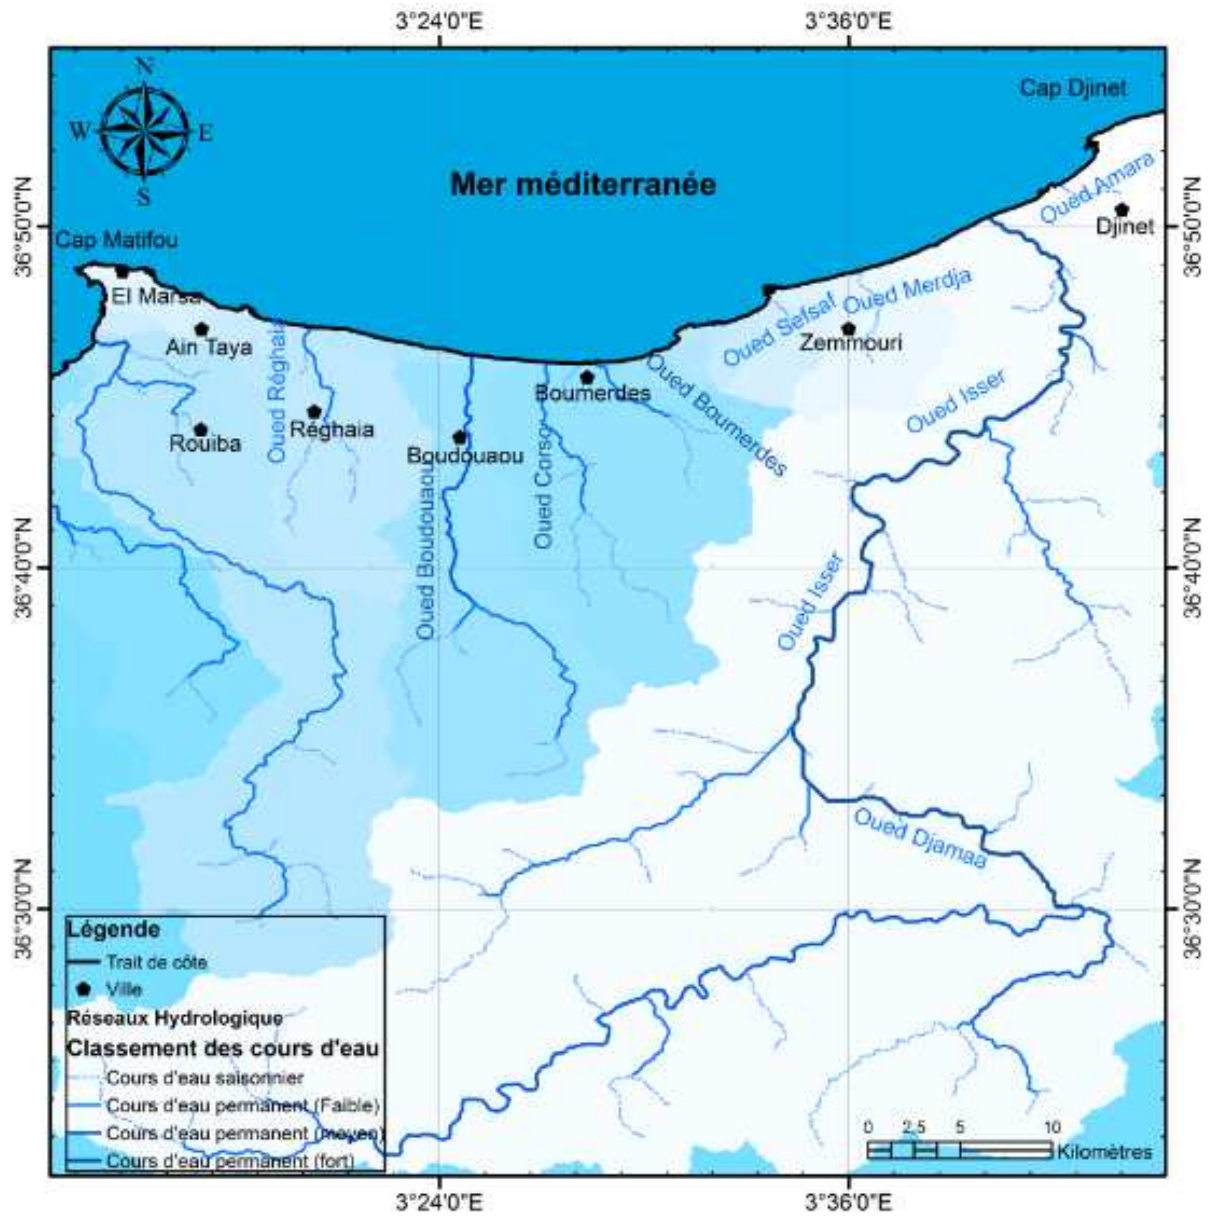 3°24'0"E
3°36'0"E
N
W
E
S
Cap Djinet
Mer méditerranée
Oued Amara
Djinet
36°50'0"N
36°50'0"N
Cap Matifou
El Marsa
Ain Taya
Oued Réghaia
Oued Sefsaf
Oued Merdja
Zemmouri
Rouiba
Réghaia
Boudouaou
Boumerdes
Oued Boumerdes
Oued Isser
Oued Boudouaou
Oued Corso
Oued Isser
36°40'0"N
36°40'0"N
Oued Djamaa
36°30'0"N
36°30'0"N
Légende
Trait de côte
Ville
Réseaux Hydrologique
Classement des cours d'eau
Cours d'eau saisonnier
Cours d'eau permanent (Faible)
Cours d'eau permanent (moyen)
Cours d'eau permanent (fort)
0 2,5 5 10
Kilomètres
3°24'0"E
3°36'0"E